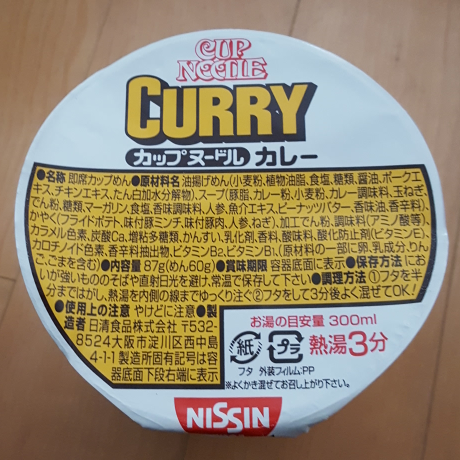 CUP
NOODLE
CURRY
カップヌードル カレー
●名称 即席カップめん●原材料名 油揚げめん(小麦粉、植物油脂、食塩、糖類、醤油、ポークエ
キス、チキンエキス、たん白加水分解物)、スープ(豚脂、カレー粉、小麦粉、カレー調味料、玉ねぎ、
でん粉、糖類、マーガリン、食塩、香味調味料、人参、魚介エキス、ピーナッツバター香味油、香辛料)、
かやく(フライドポテト、味付豚ミンチ、味付豚肉、人参、ねぎ)、加工でん粉、調味料(アミノ酸等)、
カラメル色素、炭酸Ca、増粘多糖類、かんすい、乳化剤、香料、酸味料、酸化防止剤(ビタミンE)、
カロチノイド色素、香辛料抽出物、ビタミンB2、ビタミンB1、(原材料の一部に卵、乳成分、りん
ご、ごまを含む)●内容量 87g(めん60g)●賞味期限 容器底面に表示●保存方法 にお
いが強いもののそばや直射日光を避け、常温で保存して下さい●調理方法 ①フタを半
分まではがし、熱湯を内側の線までゆっくり注ぐ②フタをして3分後よく混ぜてOK!
●使用上の注意 やけどに注意●製
造者 日清食品株式会社 〒532-
8524大阪市淀川区西中島
4-1-1 製造所固有記号は容
器底面下段右端に表示
お湯の目安量 300ml
紙 プラ 熱湯3分
フタ 外装フィルム:PP
※よくかき混ぜてお召し上がり下さい。
NISSIN